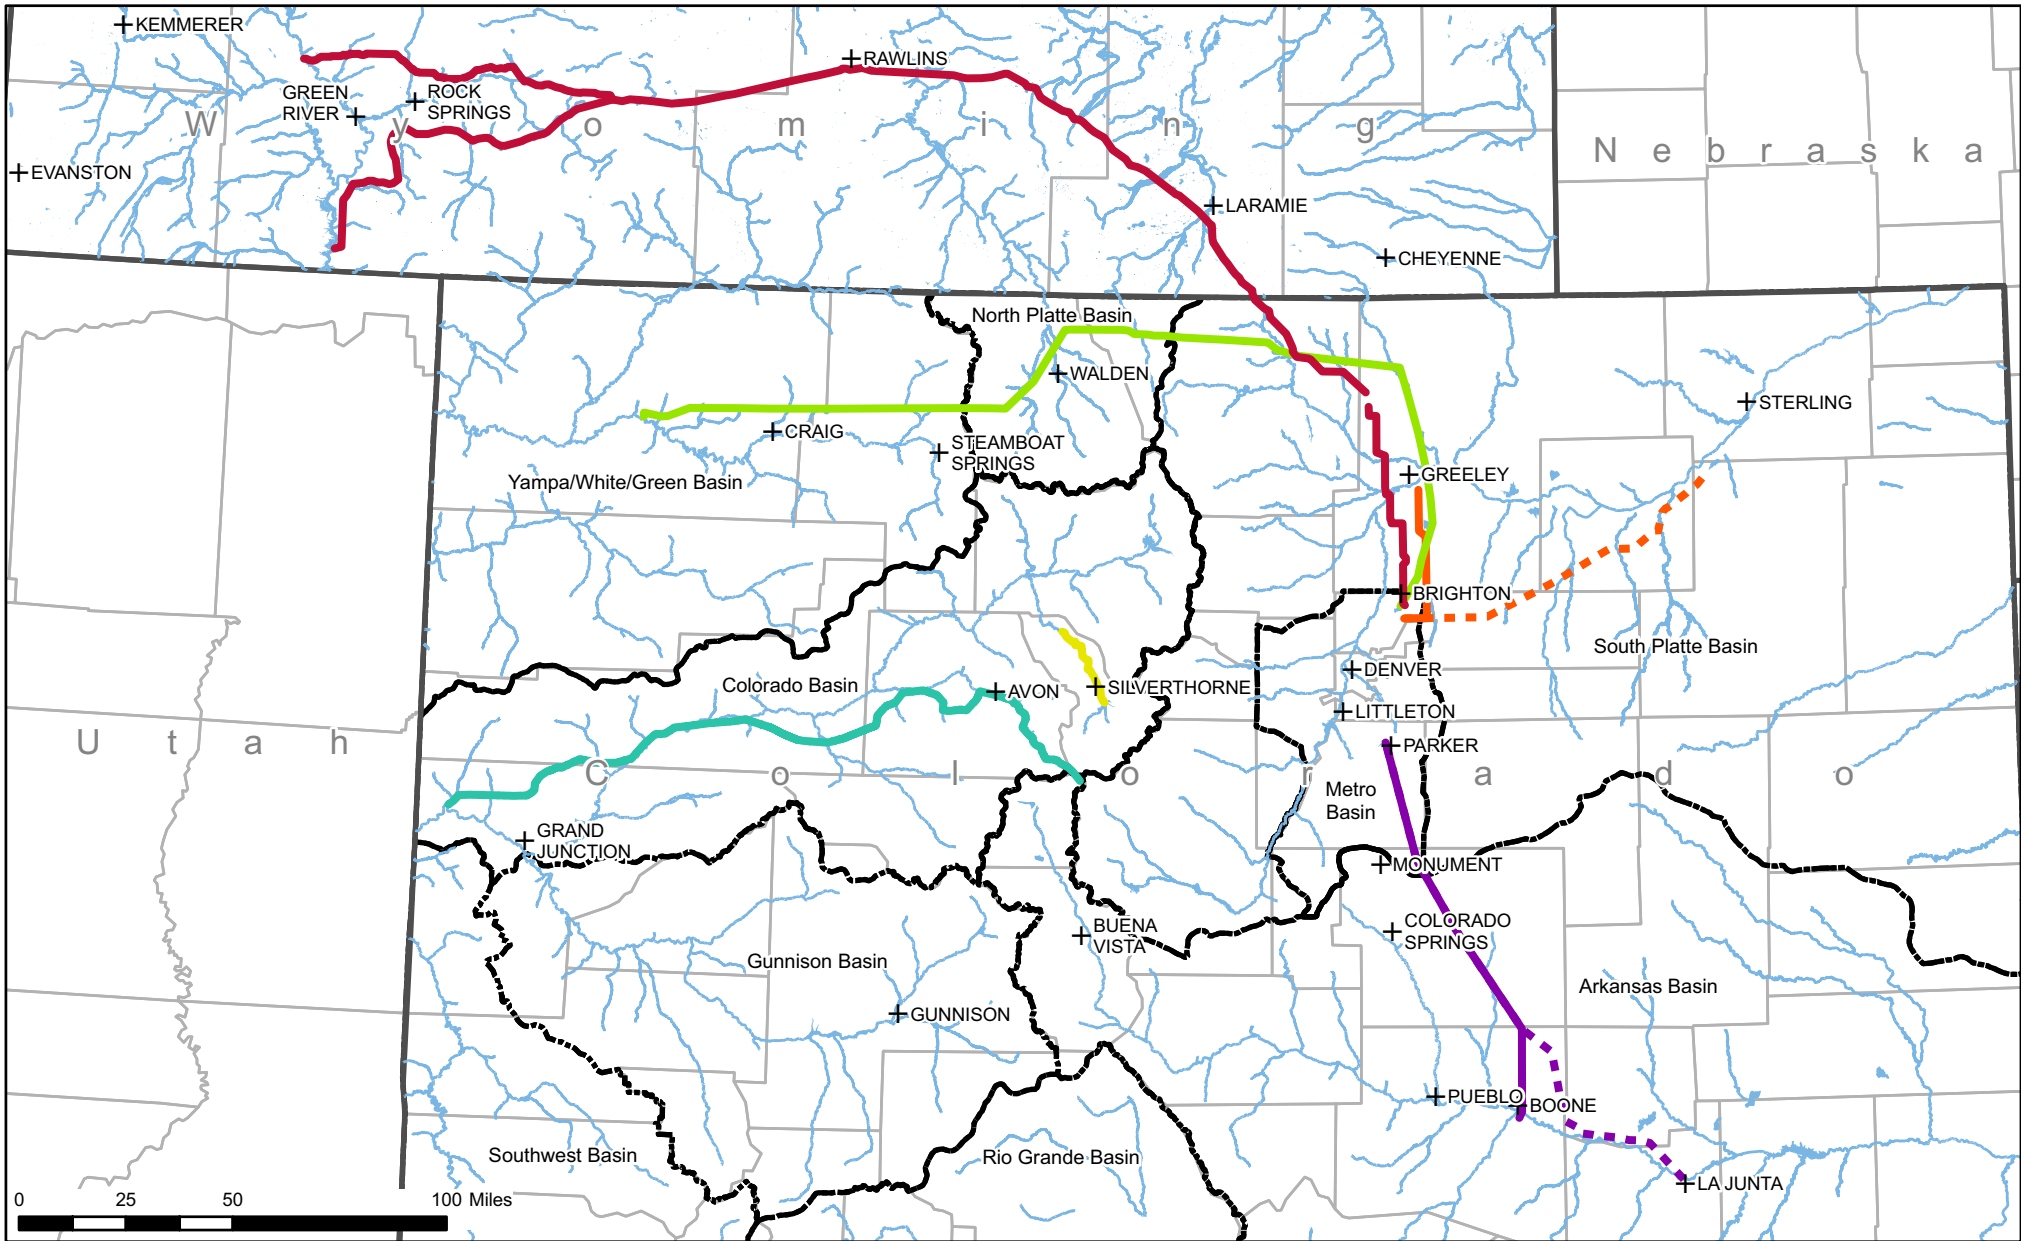 KEMMERER
RAWLINS
GREEN
RIVER
ROCK
SPRINGS
W y o m i n g
N e b r a s k a
EVANSTON
LARAMIE
CHEYENNE
North Platte Basin
WALDEN
STERLING
CRAIG
STEAMBOAT
SPRINGS
Yampa/White/Green Basin
GREELEY
BRIGHTON
South Platte Basin
DENVER
Colorado Basin
AVON
SILVERTHORNE
LITTLETON
PARKER
U t a h
C o l o r a d o
Metro
Basin
GRAND
JUNCTION
MONUMENT
BUENA
VISTA
COLORADO
SPRINGS
Gunnison Basin
Arkansas Basin
GUNNISON
PUEBLO
BOONE
Southwest Basin
Rio Grande Basin
LA JUNTA
0 25 50 100 Miles